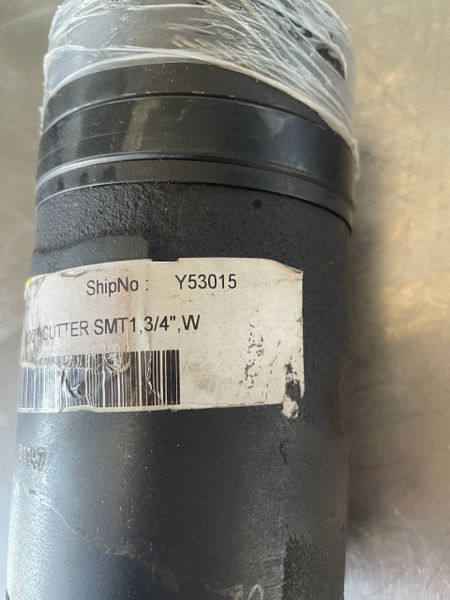 ShipNo : Y53015
CUTTER SMT1,3/4",W